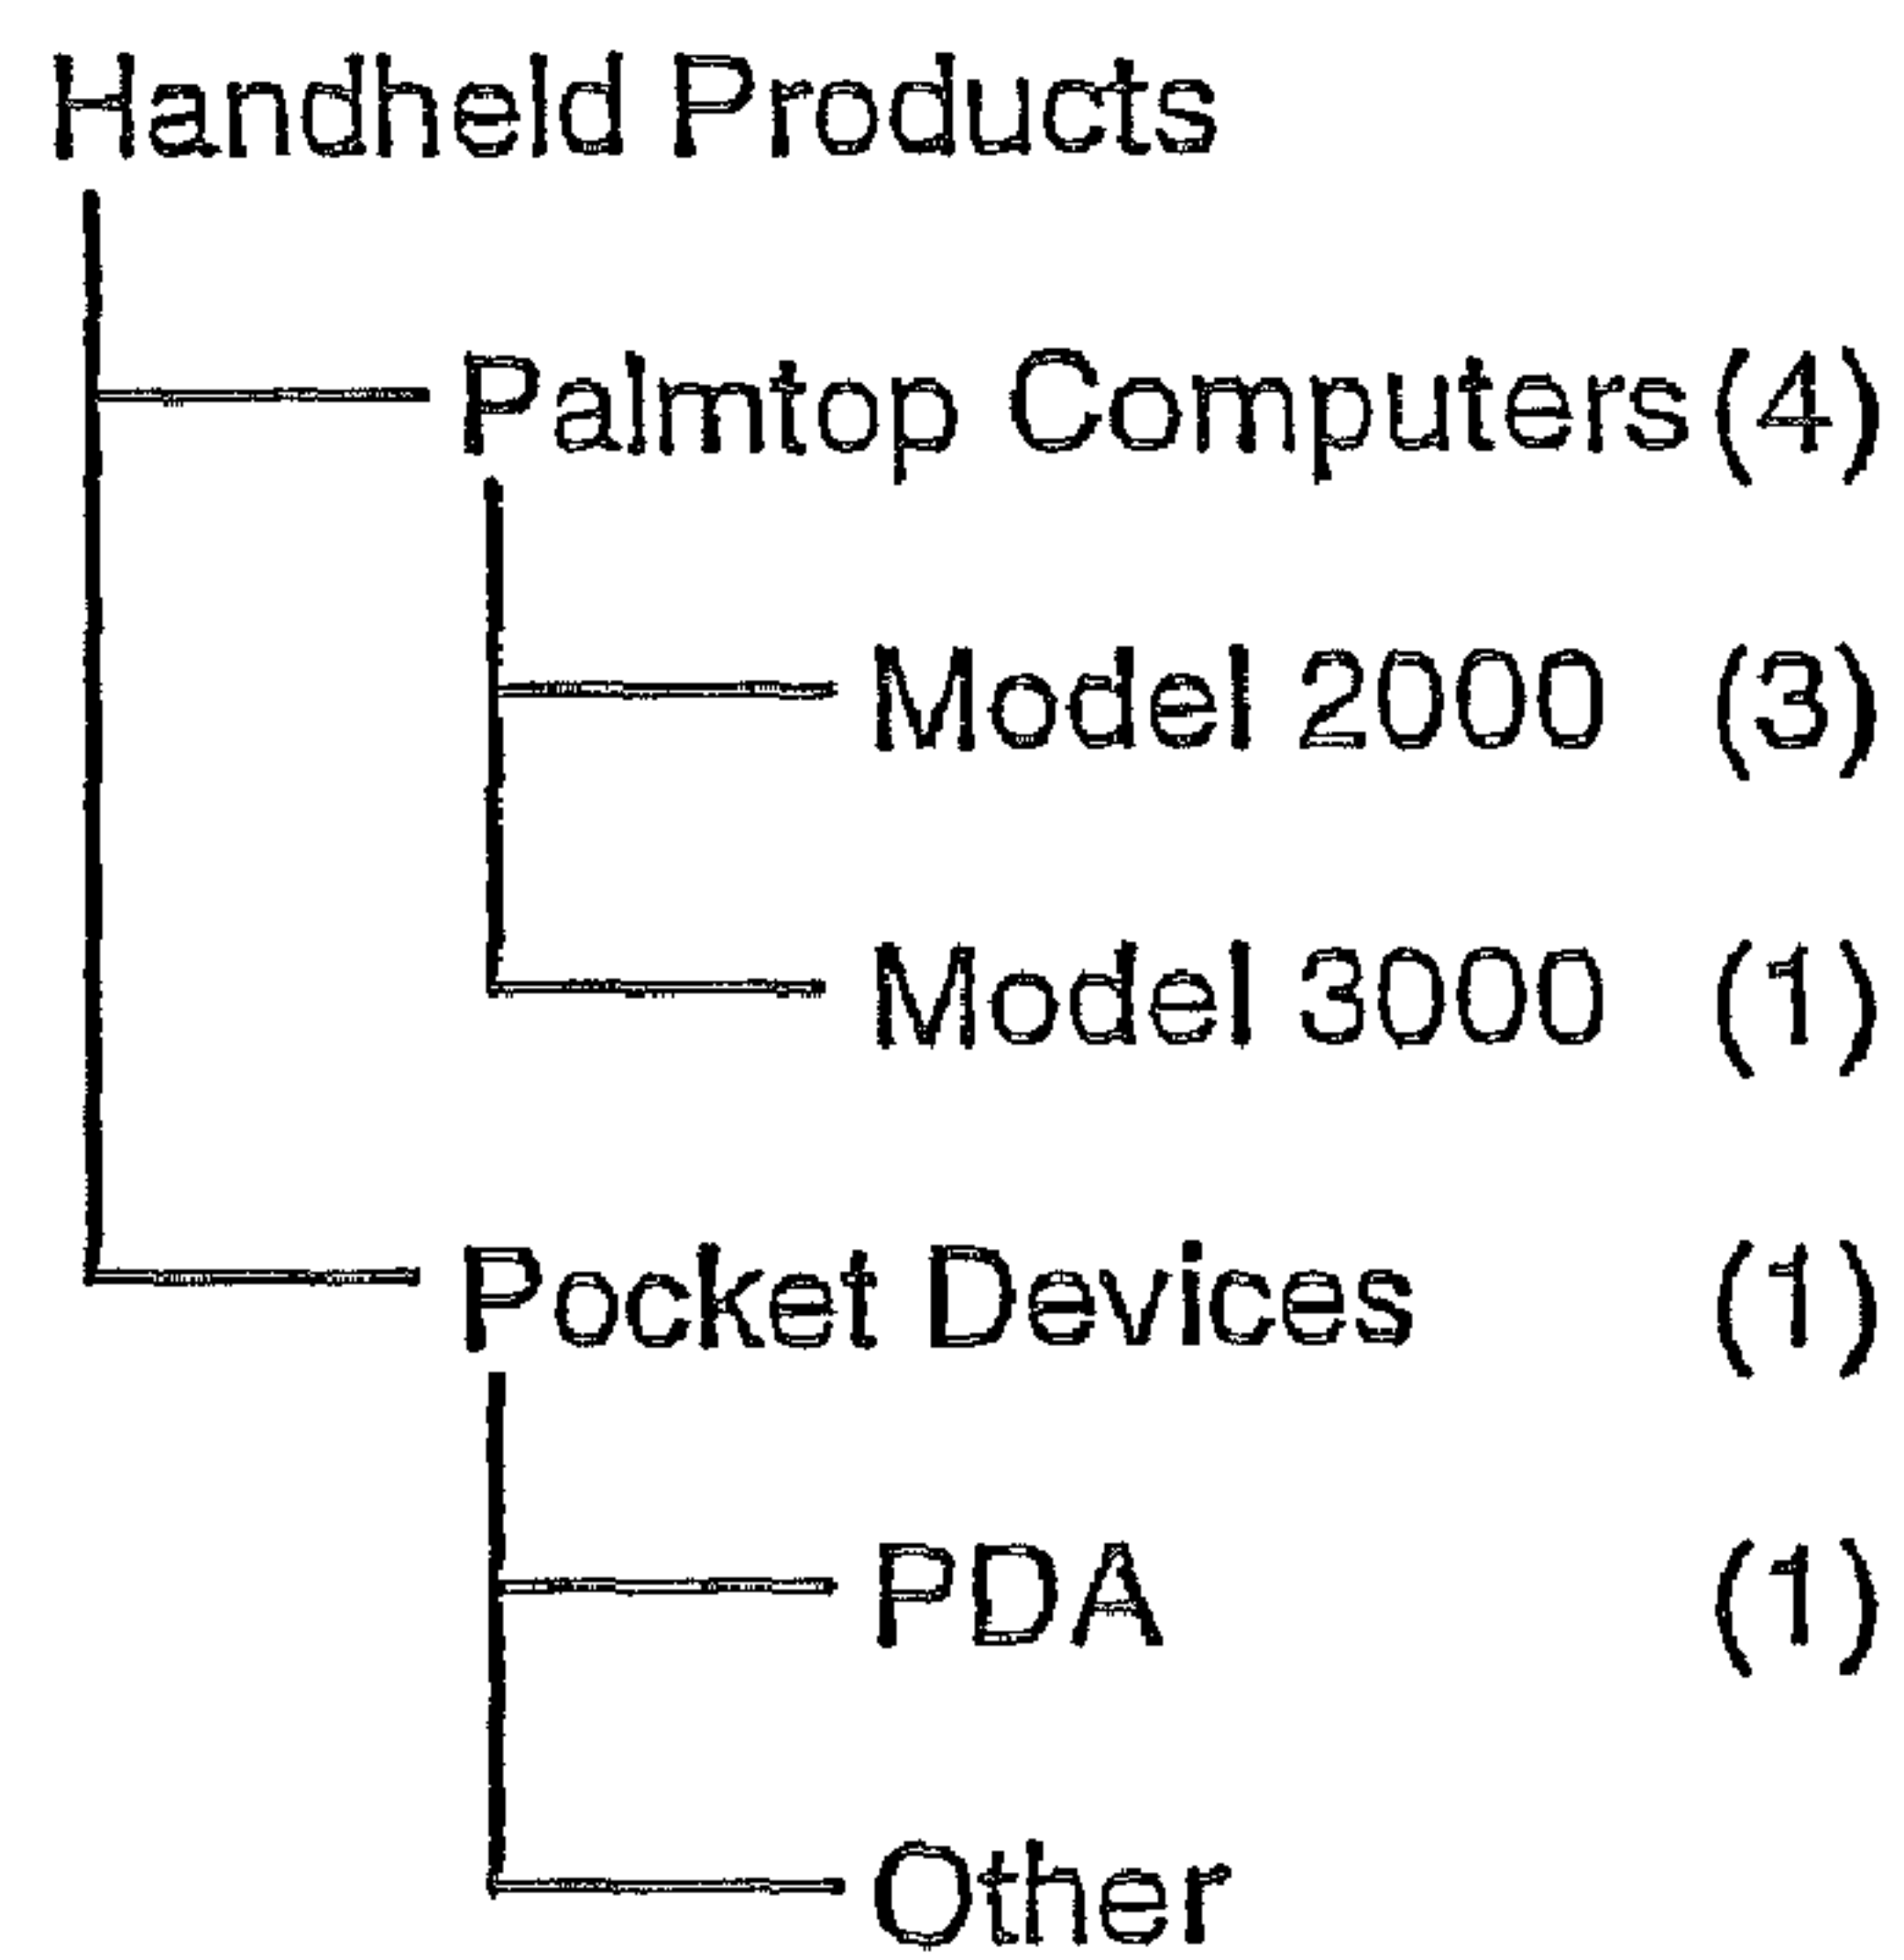 Handheld Products
Palmtop Computers (4)
Model 2000 (3)
Model 3000 (1)
Pocket Devices (1)
PDA (1)
Other